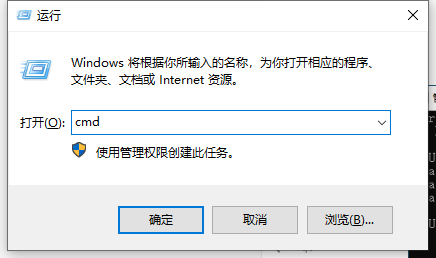 运行
Windows 将根据你所输入的名称，为你打开相应的程序、
文件夹、文档或 Internet 资源。
打开(O): cmd
使用管理权限创建此任务。
确定 取消 浏览(B)...